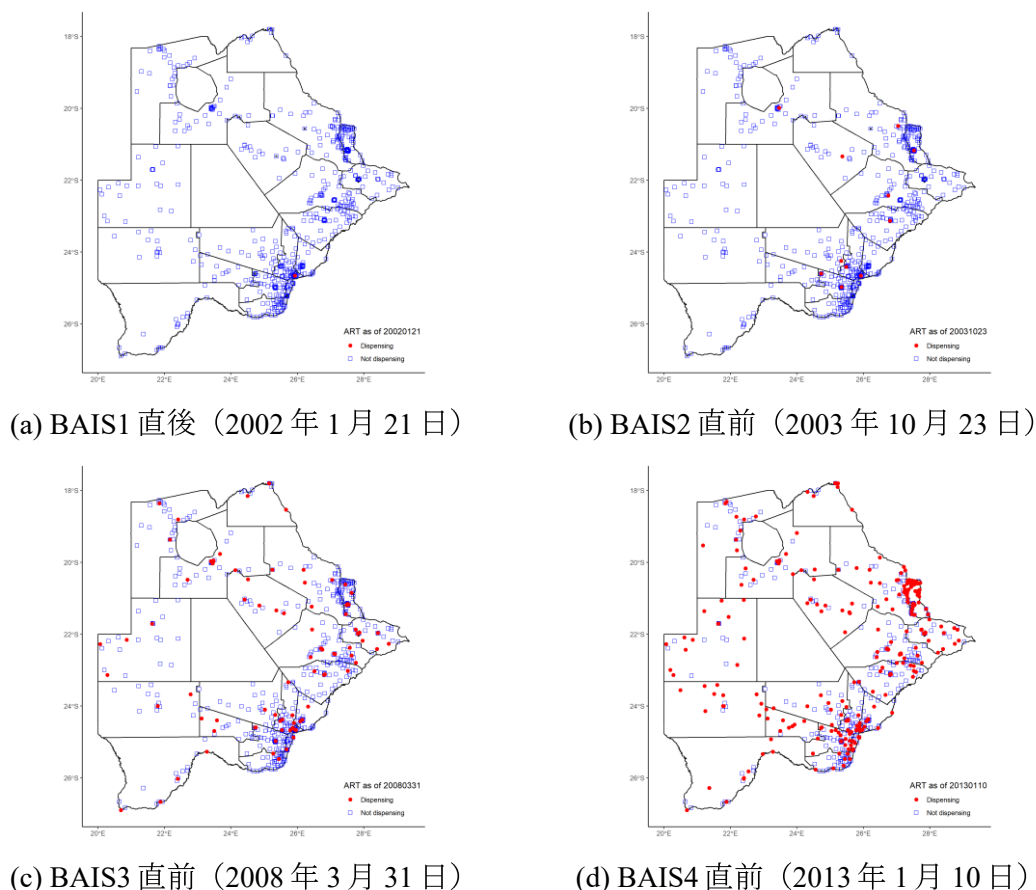 18°S
20°S
22°S
24°S
26°S
20°E 22°E 24°E 26°E 28°E
ART as of 20020121
Dispensing
Not dispensing
(a) BAIS1 直後（2002 年 1 月 21 日）
18°S
20°S
22°S
24°S
26°S
20°E 22°E 24°E 26°E 28°E
ART as of 20031023
Dispensing
Not dispensing
(b) BAIS2 直前（2003 年 10 月 23 日）
18°S
20°S
22°S
24°S
26°S
20°E 22°E 24°E 26°E 28°E
ART as of 20080331
Dispensing
Not dispensing
(c) BAIS3 直前（2008 年 3 月 31 日）
18°S
20°S
22°S
24°S
26°S
20°E 22°E 24°E 26°E 28°E
ART as of 20130110
Dispensing
Not dispensing
(d) BAIS4 直前（2013 年 1 月 10 日）